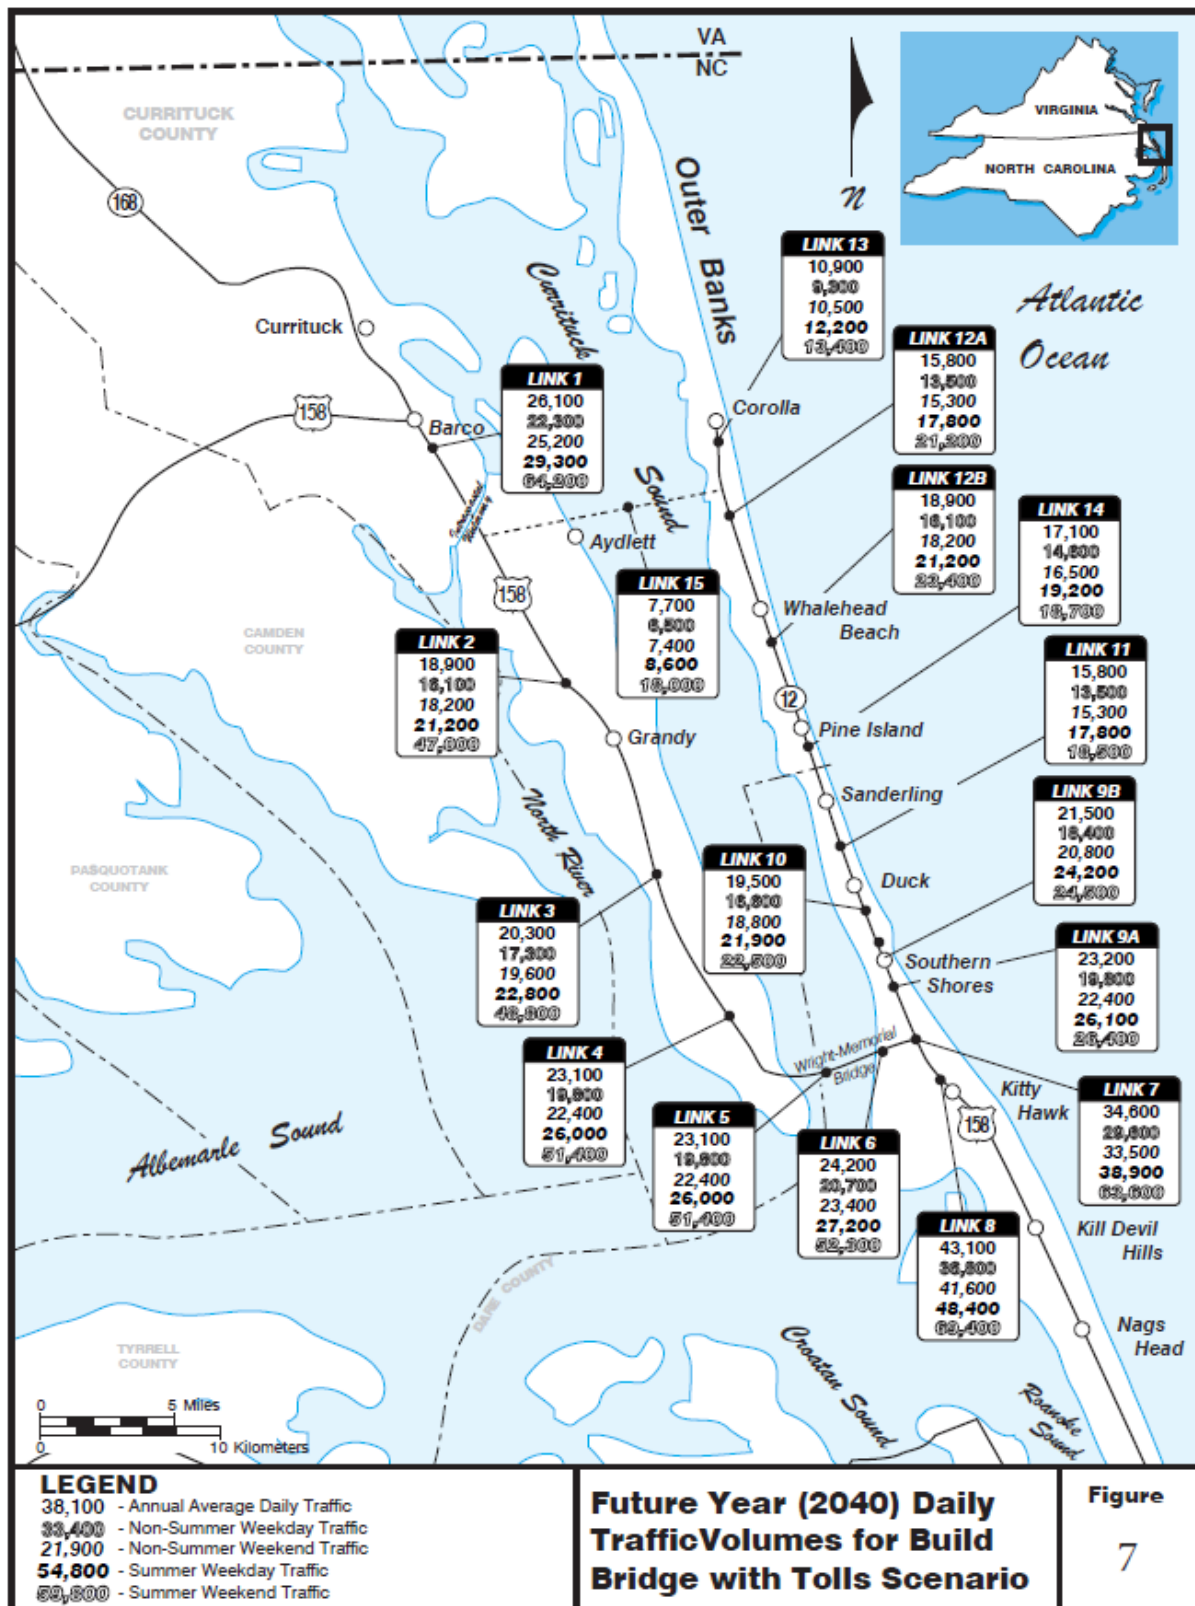 VA
NC
CURRITUCK
COUNTY
VIRGINIA
NORTH CAROLINA
N
168
Outer Banks
Currituck
Sound
Atlantic
Ocean
LINK 13
10,900
9,300
10,500
12,200
13,400
Currituck
LINK 12A
15,800
13,500
15,300
17,800
21,200
LINK 1
26,100
22,300
25,200
29,300
64,200
158
Barco
Corolla
LINK 12B
18,900
16,100
18,200
21,200
23,400
LINK 14
17,100
14,600
16,500
19,200
18,700
Aydlett
158
LINK 15
7,700
6,500
7,400
8,600
18,000
Whalehead
Beach
CAMDEN
COUNTY
LINK 2
18,900
16,100
18,200
21,200
47,000
LINK 11
15,800
13,500
15,300
17,800
18,500
12
Pine Island
Grandy
Sanderling
LINK 9B
21,500
18,400
20,800
24,200
24,500
North River
PASQUOTANK
COUNTY
LINK 10
19,500
16,600
18,800
21,900
22,500
Duck
LINK 3
20,300
17,300
19,600
22,800
48,800
LINK 9A
23,200
19,800
22,400
26,100
26,400
Southern
Shores
LINK 4
23,100
19,800
22,400
26,000
51,400
Wright-Memorial
Bridge
Kitty
Hawk
158
LINK 7
34,600
29,600
33,500
38,900
63,600
LINK 5
23,100
19,800
22,400
26,000
51,400
LINK 6
24,200
20,700
23,400
27,200
52,300
Albemarle Sound
LINK 8
43,100
36,800
41,600
48,400
69,400
Kill Devil
Hills
DARE COUNTY
Nags
Head
Croatan Sound
Roanoke
Sound
TYRRELL
COUNTY
0 5 Miles
0 10 Kilometers
LEGEND
38,100 - Annual Average Daily Traffic
33,400 - Non-Summer Weekday Traffic
21,900 - Non-Summer Weekend Traffic
54,800 - Summer Weekday Traffic
59,800 - Summer Weekend Traffic
Future Year (2040) Daily
TrafficVolumes for Build
Bridge with Tolls Scenario
Figure
7